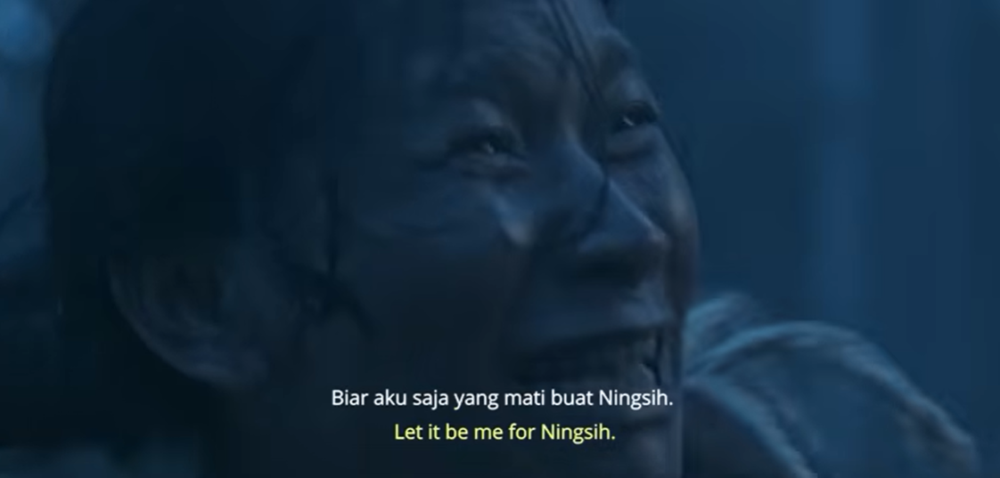 Biar aku saja yang mati buat Ningsih.
Let it be me for Ningsih.